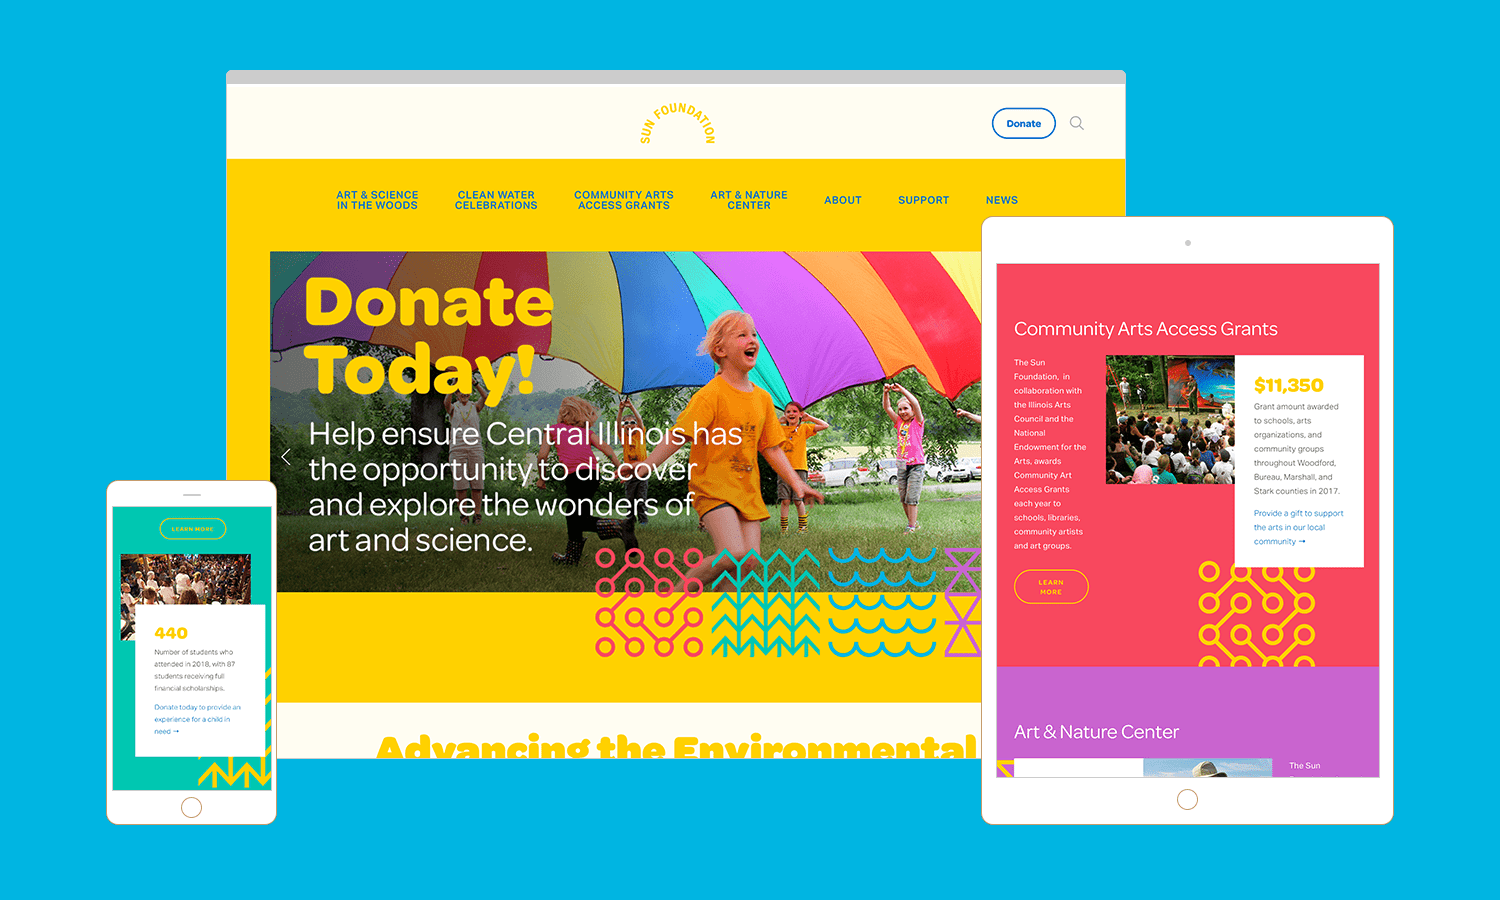 SUN FOUNDATION
Donate
ART & SCIENCE
IN THE WOODS
CLEAN WATER
CELEBRATIONS
COMMUNITY ARTS
ACCESS GRANTS
ART & NATURE
CENTER
ABOUT
SUPPORT
NEWS
Donate
Today!
Help ensure Central Illinois has
the opportunity to discover
and explore the wonders of
art and science.
Advancing the Environmental
LEARN MORE
440
Number of students who
attended in 2018, with 87
students receiving full
financial scholarships.
Donate today to provide an
experience for a child in
need →
Community Arts Access Grants
The Sun
Foundation, in
collaboration with
the Illinois Arts
Council and the
National
Endowment for the
Arts, awards
Community Art
Access Grants
each year to
schools, libraries,
community artists
and art groups.
LEARN
MORE
$11,350
Grant amount awarded
to schools, arts
organizations, and
community groups
throughout Woodford,
Bureau, Marshall, and
Stark counties in 2017.
Provide a gift to support
the arts in our local
community →
Art & Nature Center
The Sun